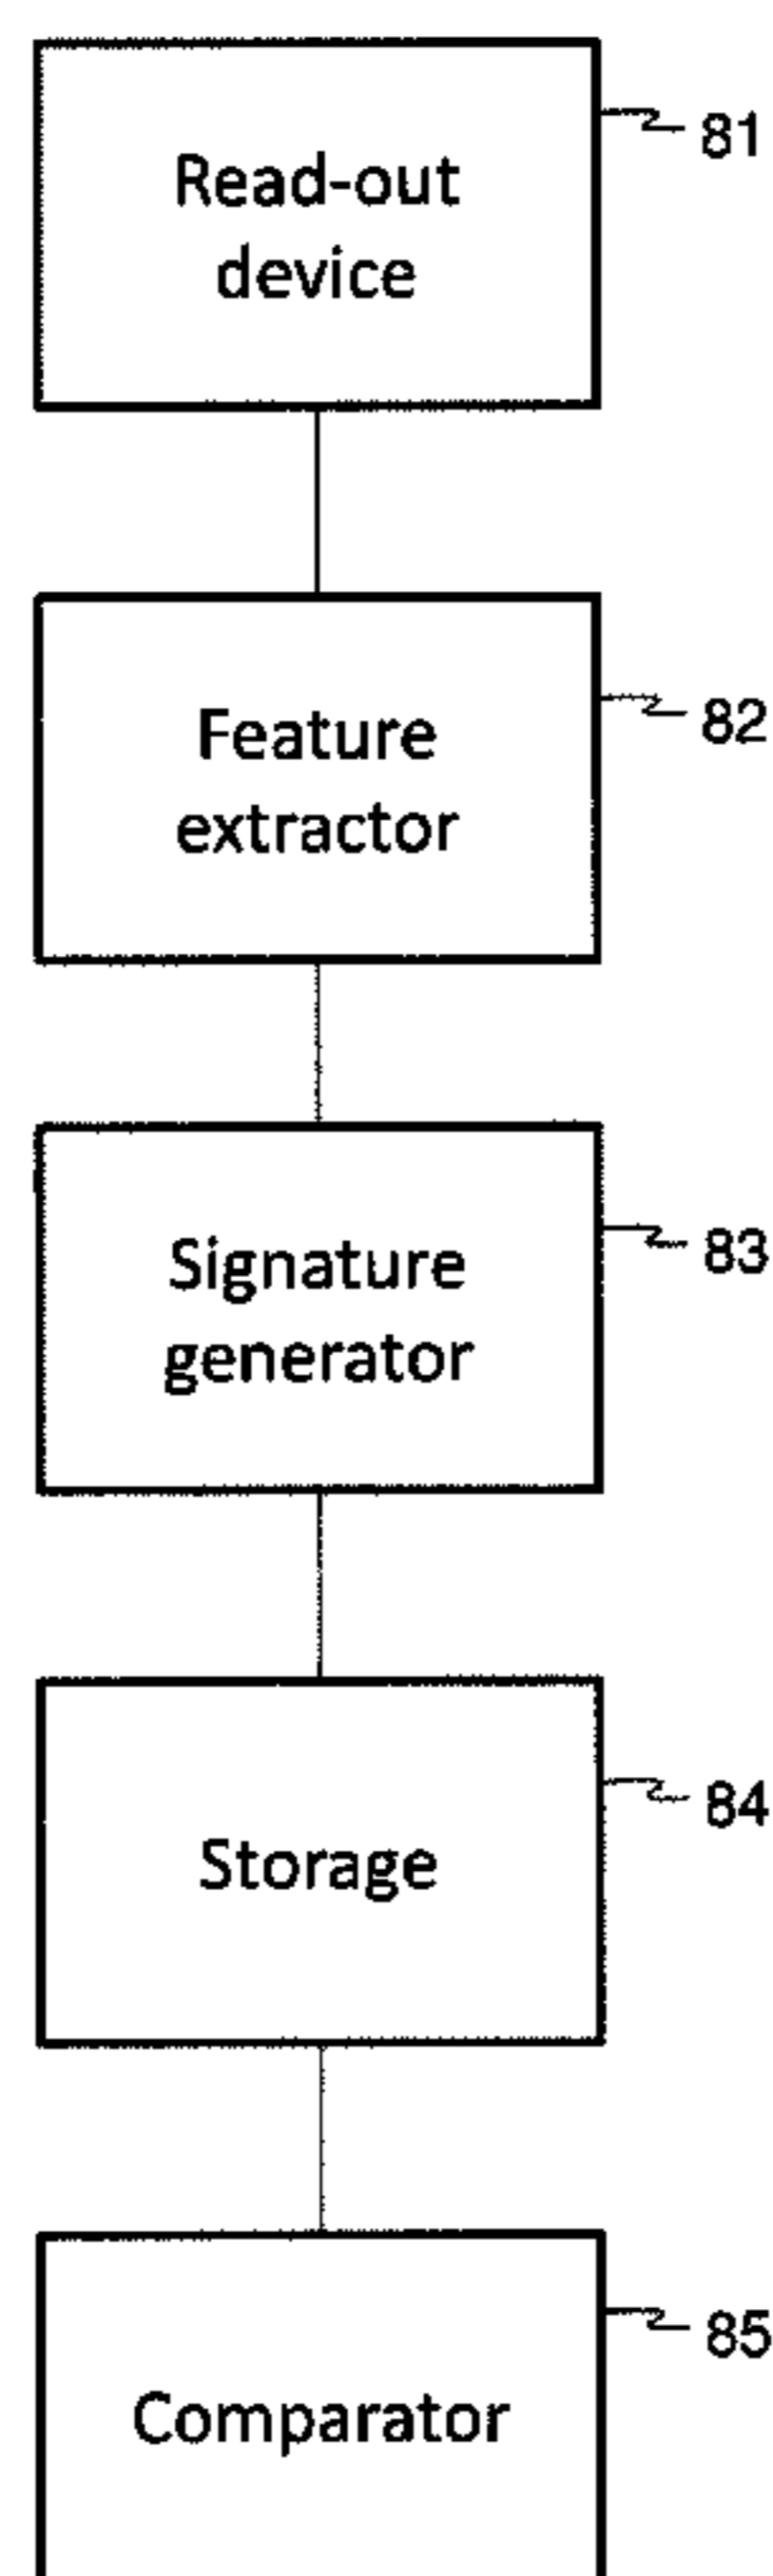 Read-out
device
81
Feature
extractor
82
Signature
generator
83
Storage
84
Comparator
85